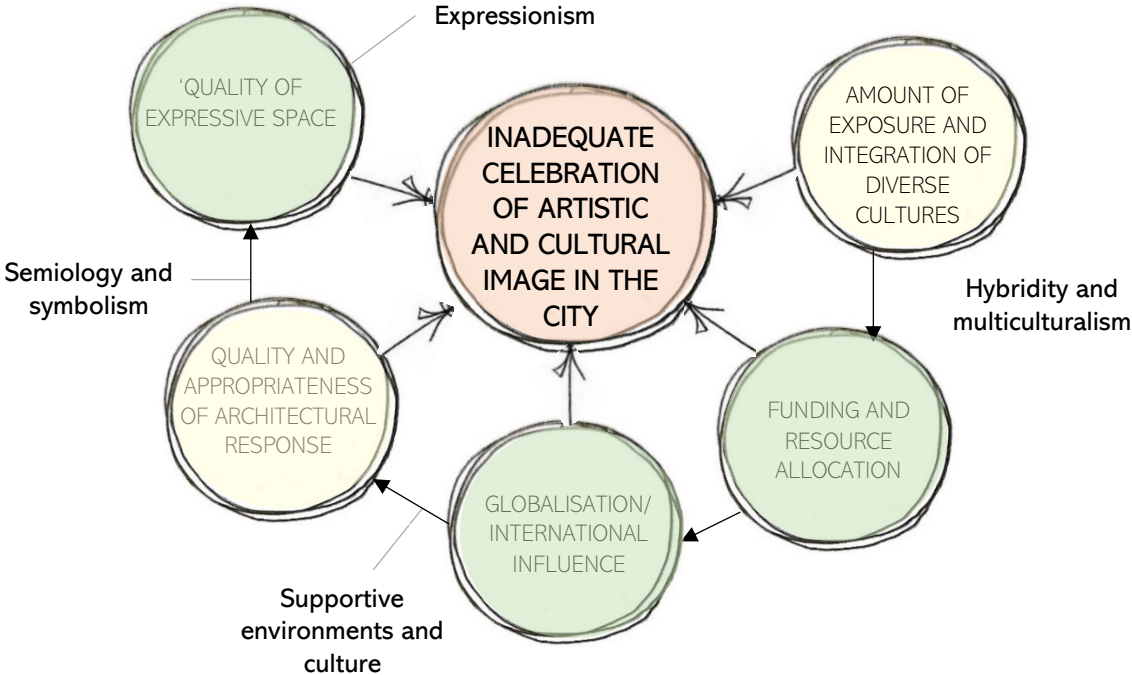 Expressionism
‘QUALITY OF
EXPRESSIVE SPACE
INADEQUATE
CELEBRATION
OF ARTISTIC
AND CULTURAL
IMAGE IN THE
CITY
AMOUNT OF
EXPOSURE AND
INTEGRATION OF
DIVERSE
CULTURES
Semiology and
symbolism
Hybridity and
multiculturalism
QUALITY AND
APPROPRIATENESS
OF ARCHITECTURAL
RESPONSE
FUNDING AND
RESOURCE
ALLOCATION
GLOBALISATION/
INTERNATIONAL
INFLUENCE
Supportive
environments and
culture